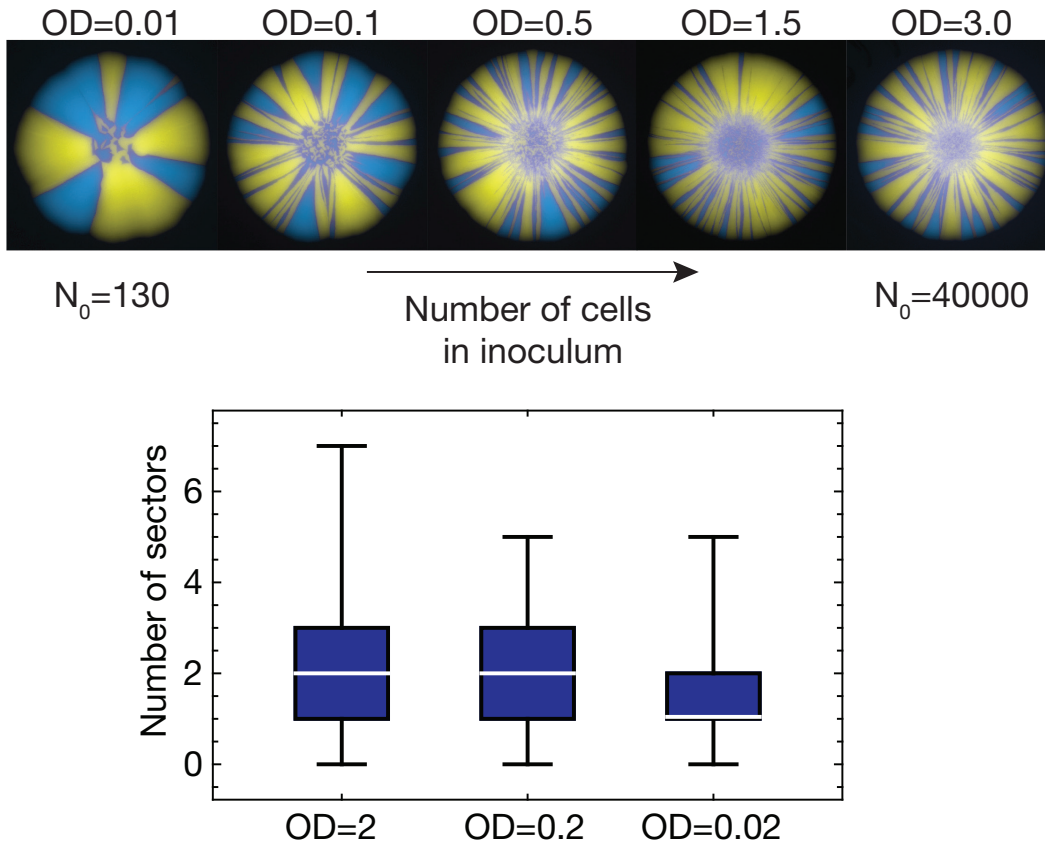 OD=0.01 OD=0.1 OD=0.5 OD=1.5 OD=3.0
N₀=130 N₀=40000
Number of cells
in inoculum
Number of sectors
6
4
2
0
OD=2 OD=0.2 OD=0.02